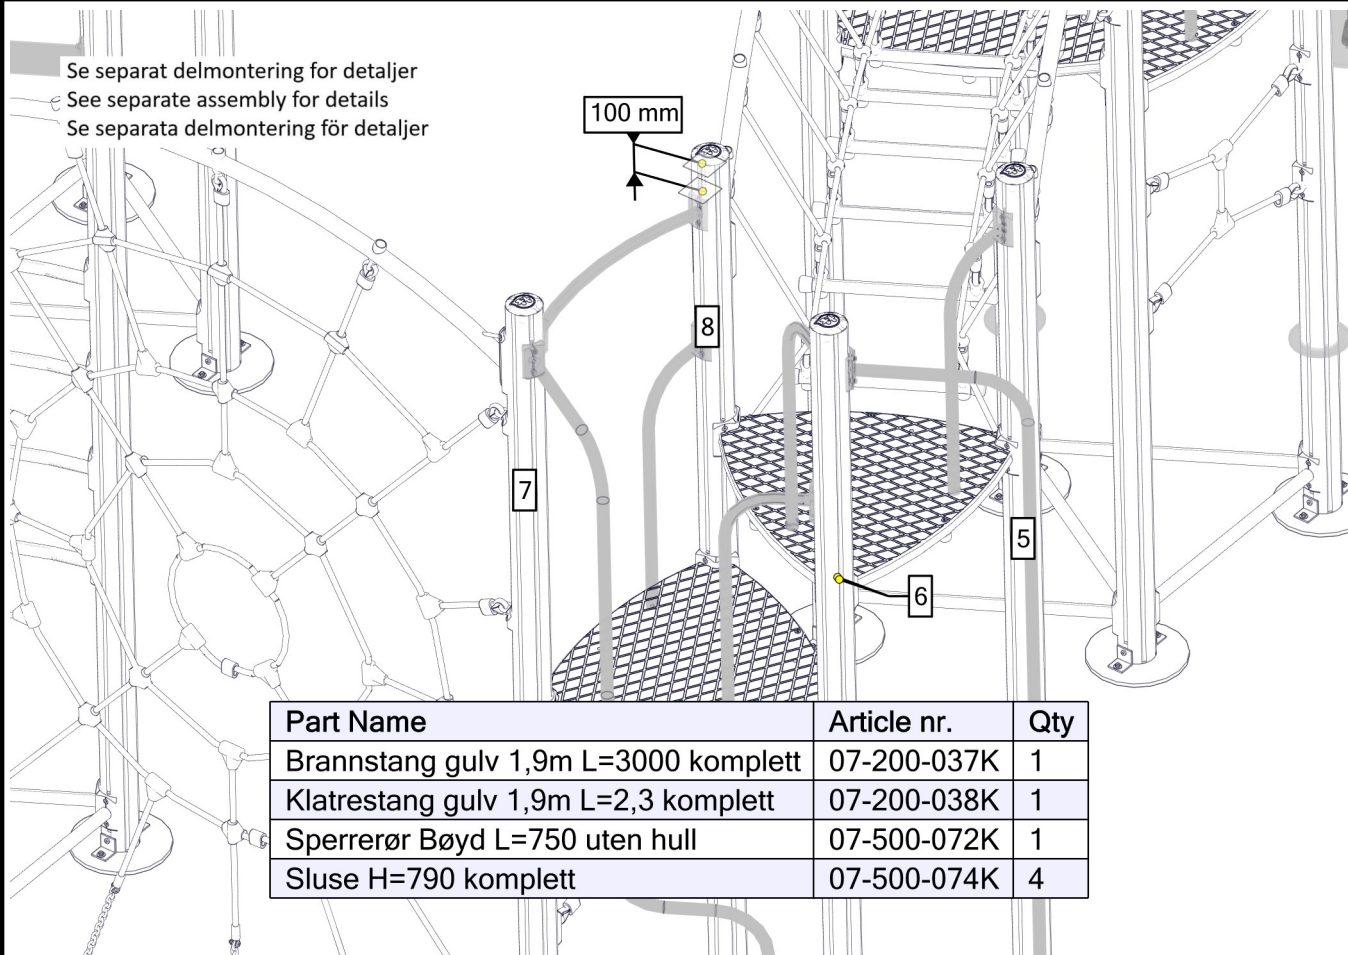 Se separat delmontering for detaljer
See separate assembly for details
Se separata delmontering för detaljer
100 mm
8
7
5
6
Part Name Article nr. Qty
Brannstang gulv 1,9m L=3000 komplett 07-200-037K 1
Klatrestang gulv 1,9m L=2,3 komplett 07-200-038K 1
Sperrerør Bøyd L=750 uten hull 07-500-072K 1
Sluse H=790 komplett 07-500-074K 4